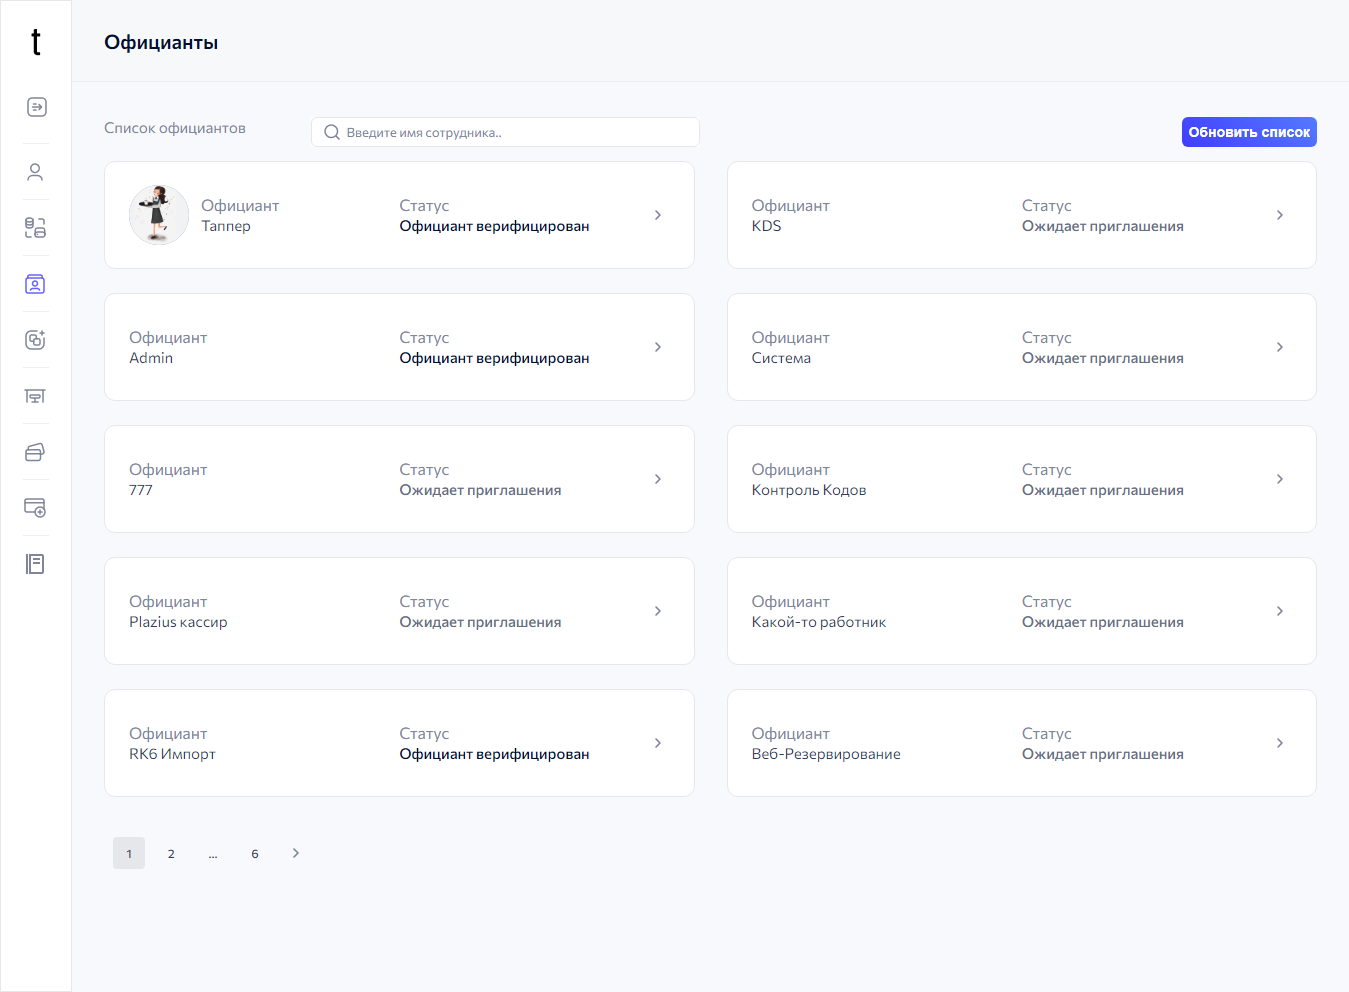 t
Официанты
Список официантов
Введите имя сотрудника..
Обновить список
Официант
Таппер
Статус
Официант верифицирован
Официант
KDS
Статус
Ожидает приглашения
Официант
Admin
Статус
Официант верифицирован
Официант
Система
Статус
Ожидает приглашения
Официант
777
Статус
Ожидает приглашения
Официант
Контроль Кодов
Статус
Ожидает приглашения
Официант
Plazius кассир
Статус
Ожидает приглашения
Официант
Какой-то работник
Статус
Ожидает приглашения
Официант
RK6 Импорт
Статус
Официант верифицирован
Официант
Веб-Резервирование
Статус
Ожидает приглашения
1 2 ... 6